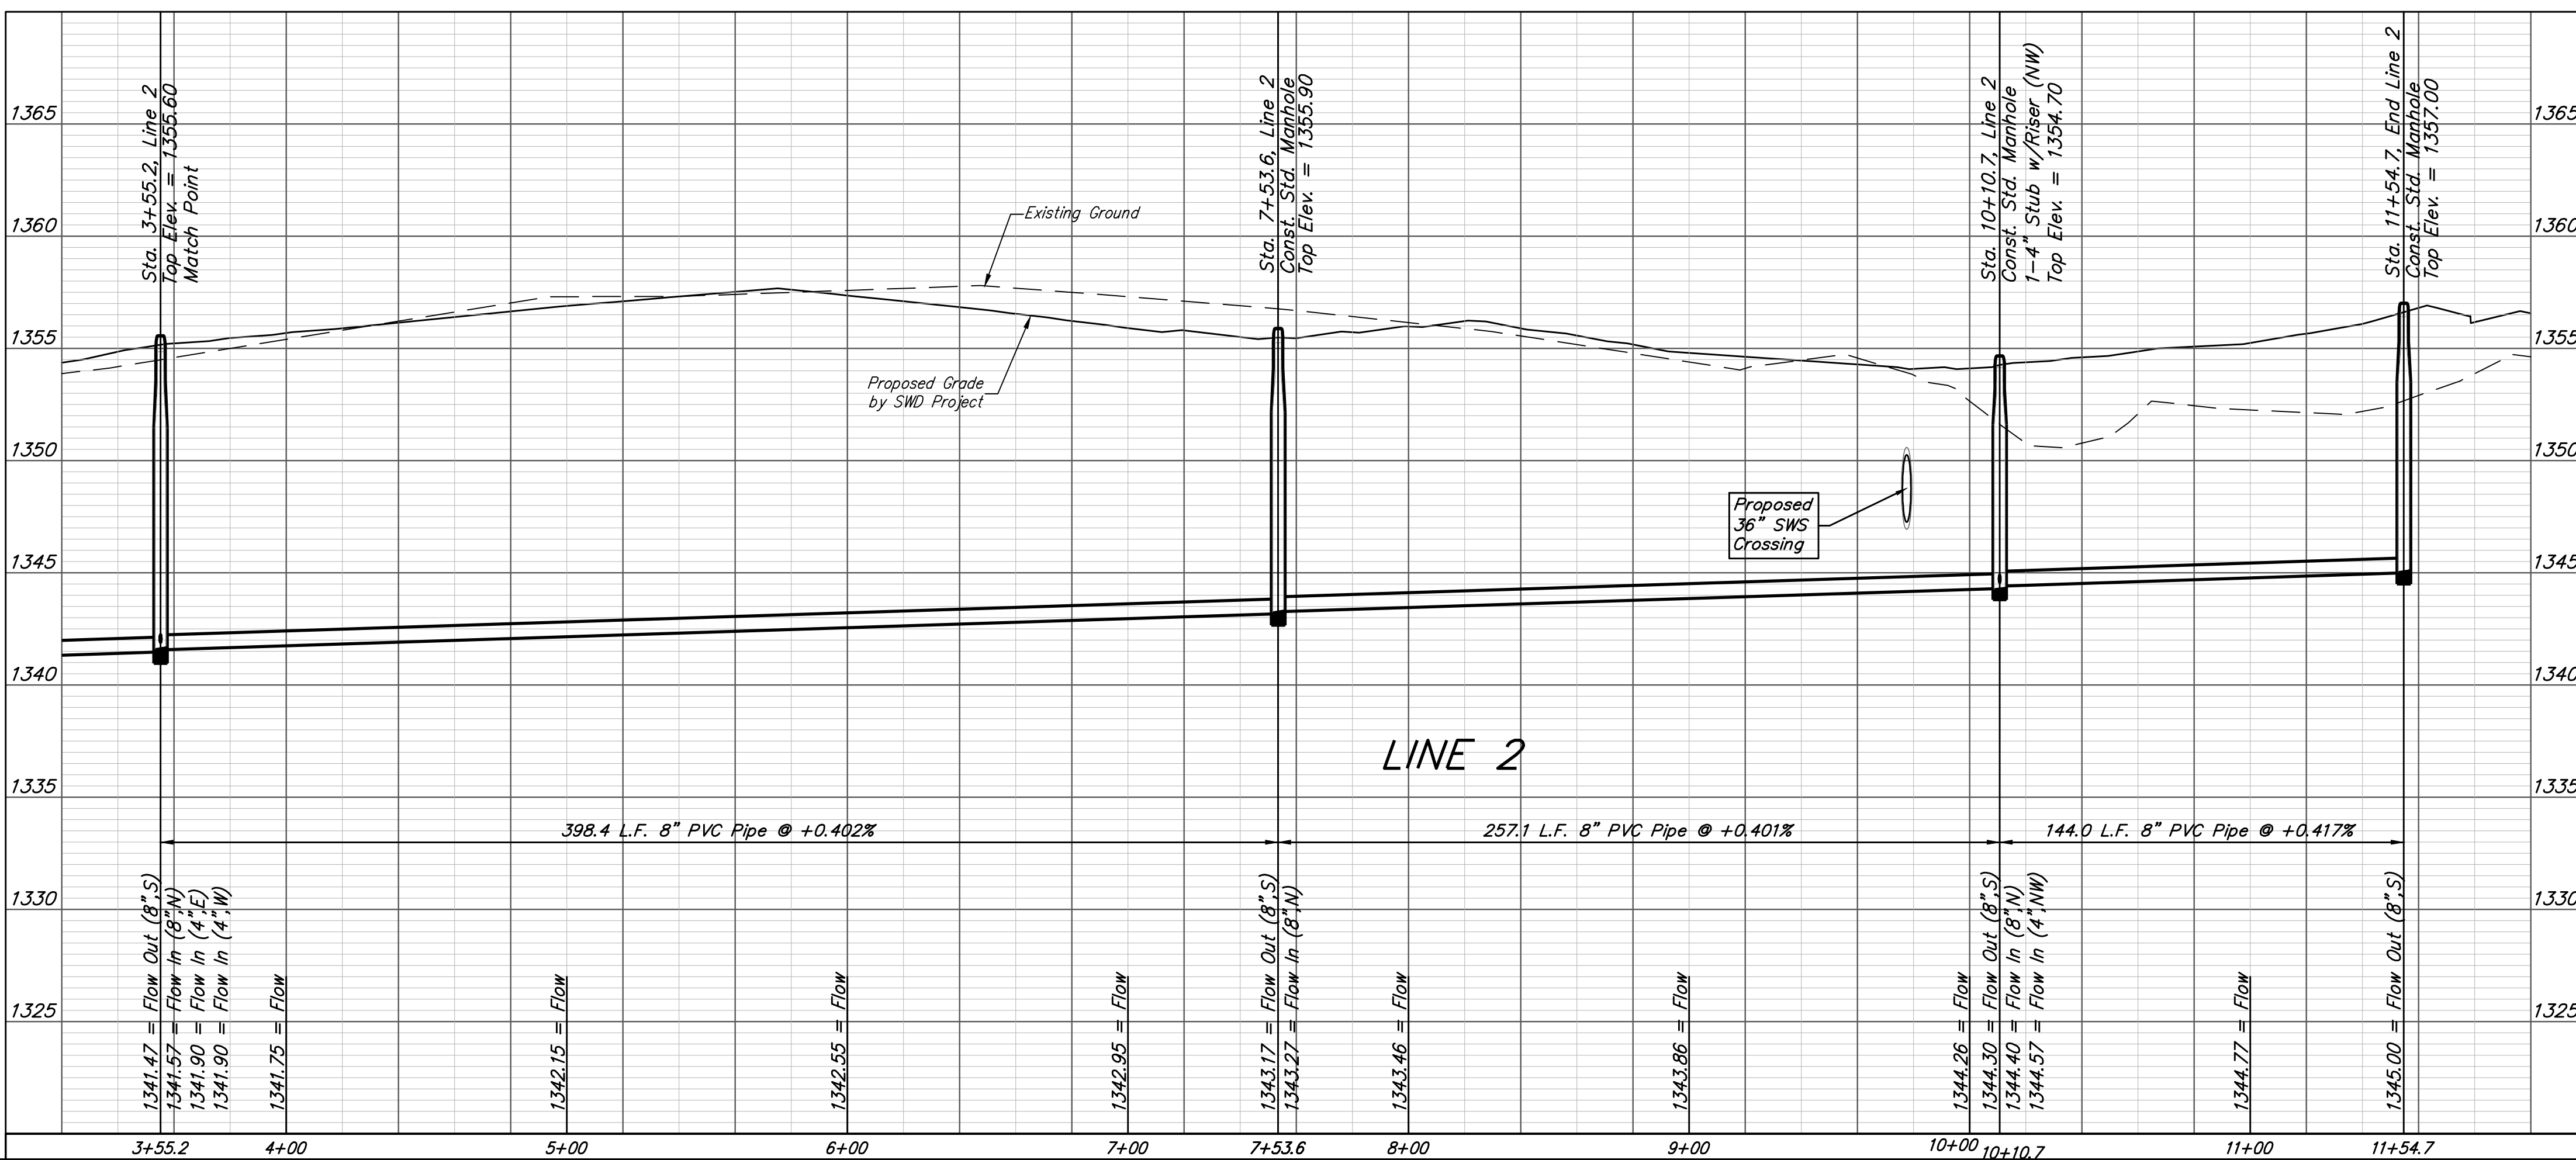 Sta. 3+55.2, Line 2
Top Elev. = 1355.60
Match Point
Sta. 7+53.6, Line 2
Const. Std. Manhole
Top Elev. = 1355.90
Sta. 10+10.7, Line 2
Const. Std. Manhole
1-4" Stub w/Riser (NW)
Top Elev. = 1354.70
Sta. 11+54.7, End Line 2
Const. Std. Manhole
Top Elev. = 1357.00
1365
1365
1360
1360
1355
1355
1350
1350
1345
1345
1340
1340
1335
1335
1330
1330
1325
1325
Existing Ground
Proposed Grade
by SWD Project
Proposed
36" SWS
Crossing
LINE 2
398.4 L.F. 8" PVC Pipe @ +0.402%
257.1 L.F. 8" PVC Pipe @ +0.401%
144.0 L.F. 8" PVC Pipe @ +0.417%
1341.47 = Flow Out (8",S)
1341.57 = Flow In (8",N)
1341.90 = Flow In (4",E)
1341.90 = Flow In (4",W)
1341.75 = Flow
1342.15 = Flow
1342.55 = Flow
1342.95 = Flow
1343.17 = Flow Out (8",S)
1343.27 = Flow In (8",N)
1343.46 = Flow
1343.86 = Flow
1344.26 = Flow
1344.30 = Flow Out (8",S)
1344.40 = Flow In (8",N)
1344.57 = Flow In (4",NW)
1344.77 = Flow
1345.00 = Flow Out (8",S)
3+55.2
4+00
5+00
6+00
7+00
7+53.6
8+00
9+00
10+00
10+10.7
11+00
11+54.7